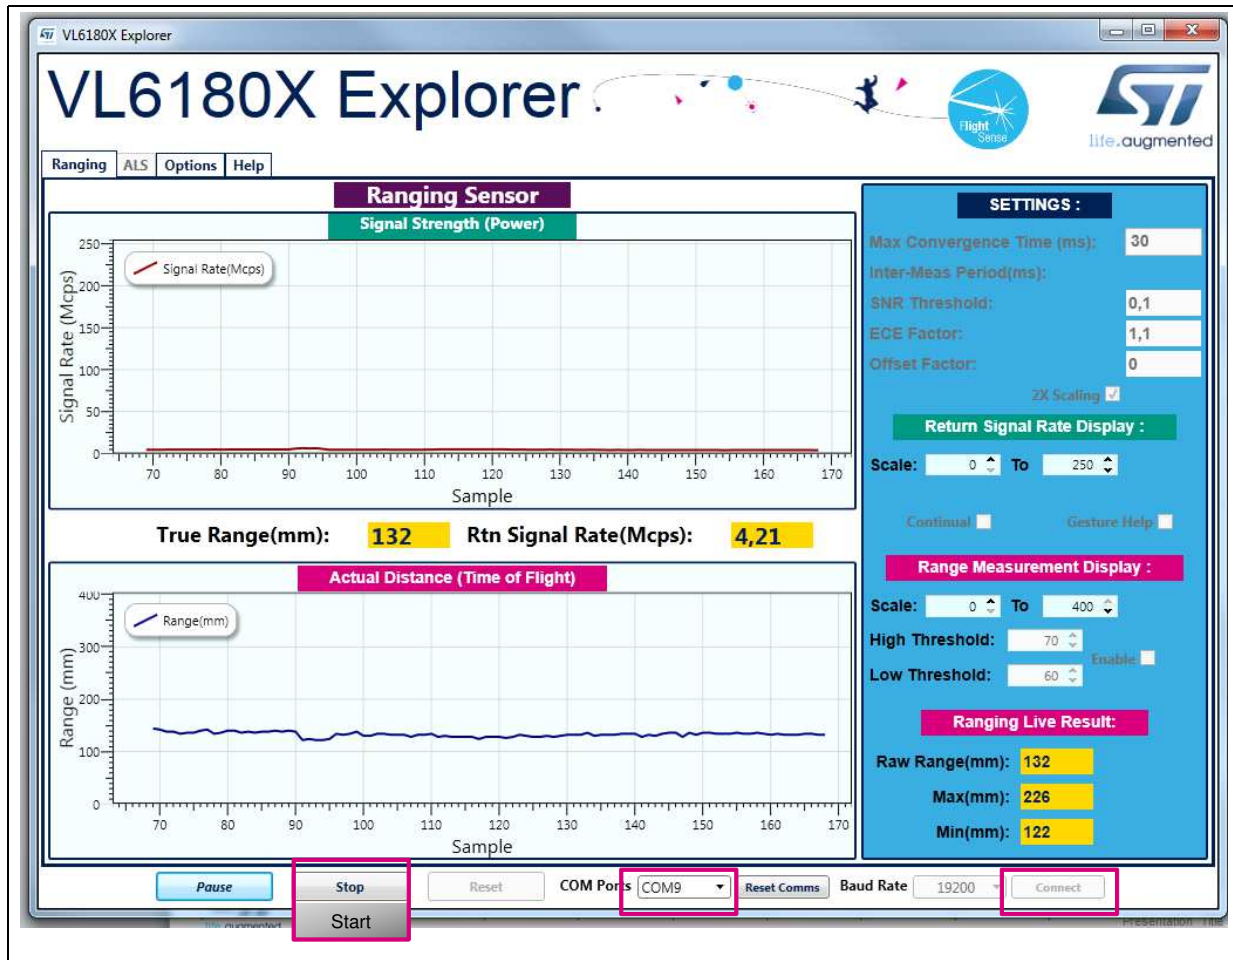 VL6180X Explorer
VL6180X Explorer
Flight
Sense
life.augmented
Ranging ALS Options Help
Ranging Sensor
Signal Strength (Power)
Signal Rate (Mcps)
250
200
150
100
50
0
Signal Rate(Mcps)
70 80 90 100 110 120 130 140 150 160 170
Sample
True Range(mm): 132 Rtn Signal Rate(Mcps): 4,21
Actual Distance (Time of Flight)
Range (mm)
400
300
200
100
0
Range(mm)
70 80 90 100 110 120 130 140 150 160 170
Sample
SETTINGS :
Max Convergence Time (ms): 30
Inter-Meas Period(ms):
SNR Threshold: 0,1
ECE Factor: 1,1
Offset Factor: 0
2X Scaling
Return Signal Rate Display :
Scale: 0 To 250
Continual Gesture Help
Range Measurement Display :
Scale: 0 To 400
High Threshold: 70
Enable
Low Threshold: 60
Ranging Live Result:
Raw Range(mm): 132
Max(mm): 226
Min(mm): 122
Pause Stop Reset COM Ports COM9 Reset Comms Baud Rate 19200 Connect
Start
life.augmented
Presentation Title